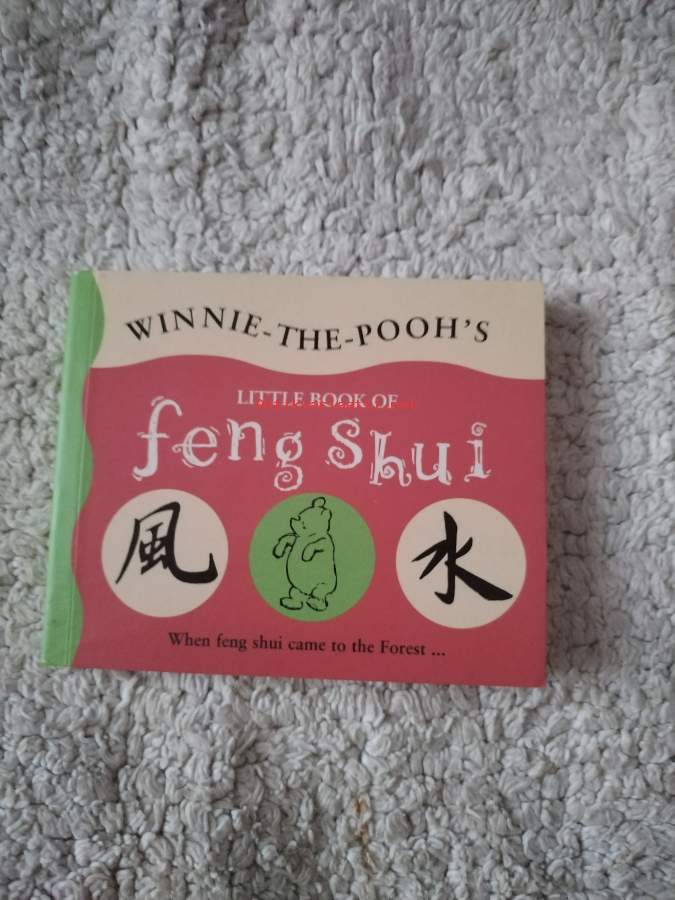 WINNIE-THE-POOH'S
LITTLE BOOK OF
feng shui
風 水
When feng shui came to the Forest ...